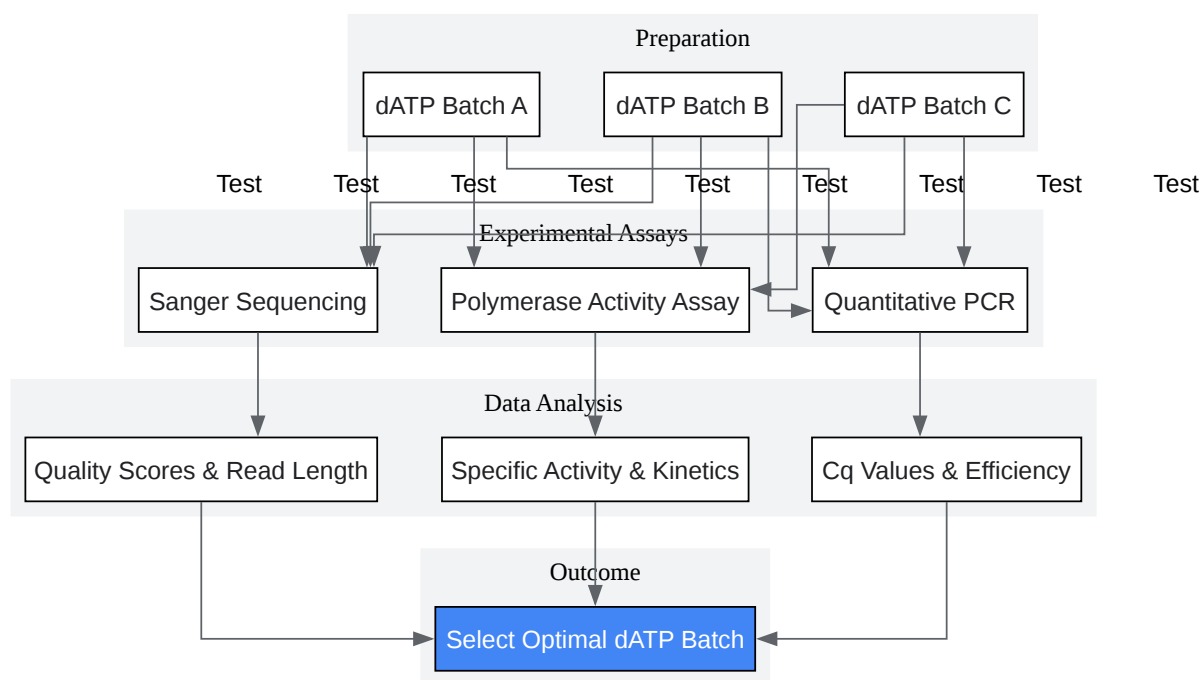 Preparation
dATP Batch A dATP Batch B dATP Batch C
Test Test Test Test Test Test Test Test Test
Experimental Assays
Sanger Sequencing Polymerase Activity Assay Quantitative PCR
Data Analysis
Quality Scores & Read Length Specific Activity & Kinetics Cq Values & Efficiency
Outcome
Select Optimal dATP Batch